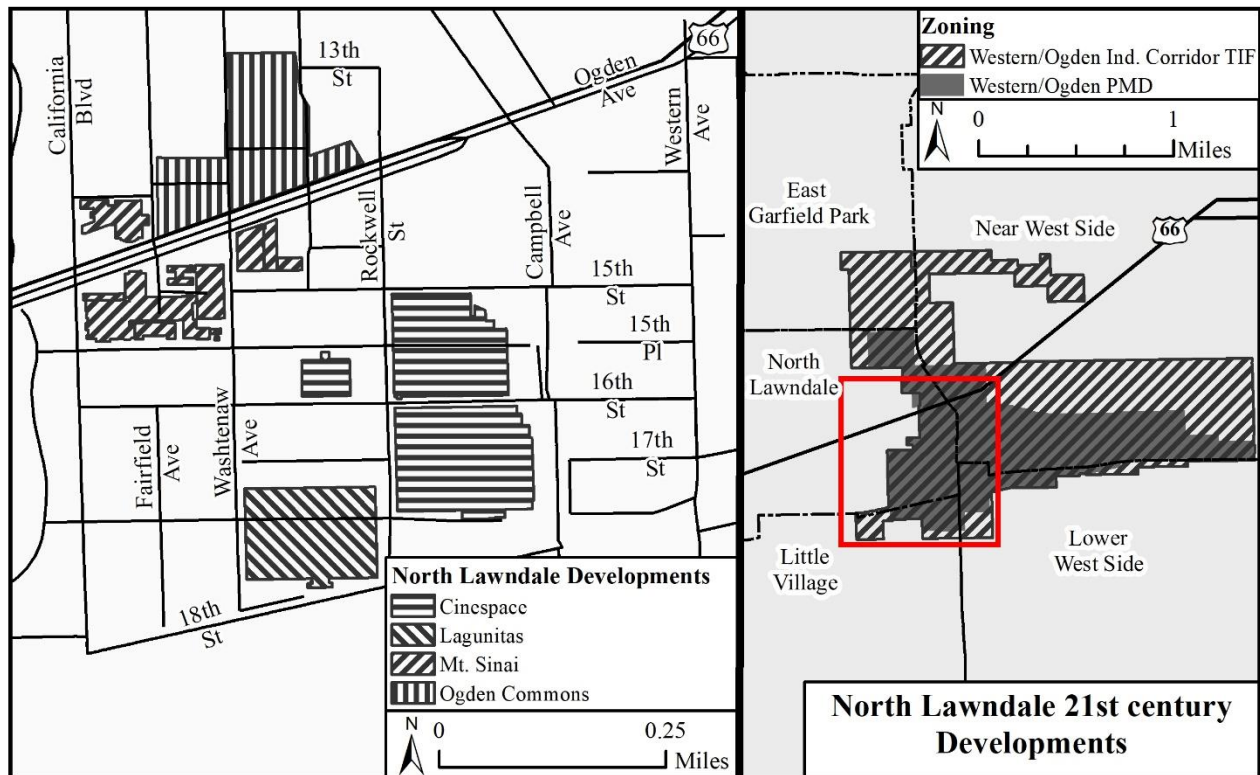 13th
St
66
Ogden
Ave
California
Blvd
Western
Ave
Rockwell
St
Campbell
Ave
15th
St
15th
Pl
16th
St
17th
St
Fairfield
Ave
Washtenaw
Ave
18th
St
North Lawndale Developments
Cinespace
Lagunitas
Mt. Sinai
Ogden Commons
N
0
0.25
Miles
Zoning
Western/Ogden Ind. Corridor TIF
Western/Ogden PMD
N
0
1
Miles
East
Garfield Park
Near West Side
66
North
Lawndale
Little
Village
Lower
West Side
North Lawndale 21st century
Developments